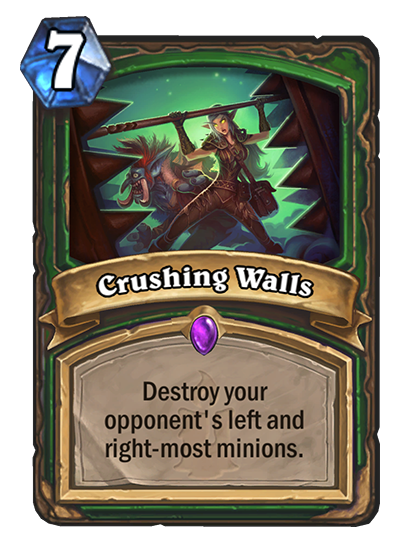 7
Crushing Walls
Destroy your
opponent's left and
right-most minions.